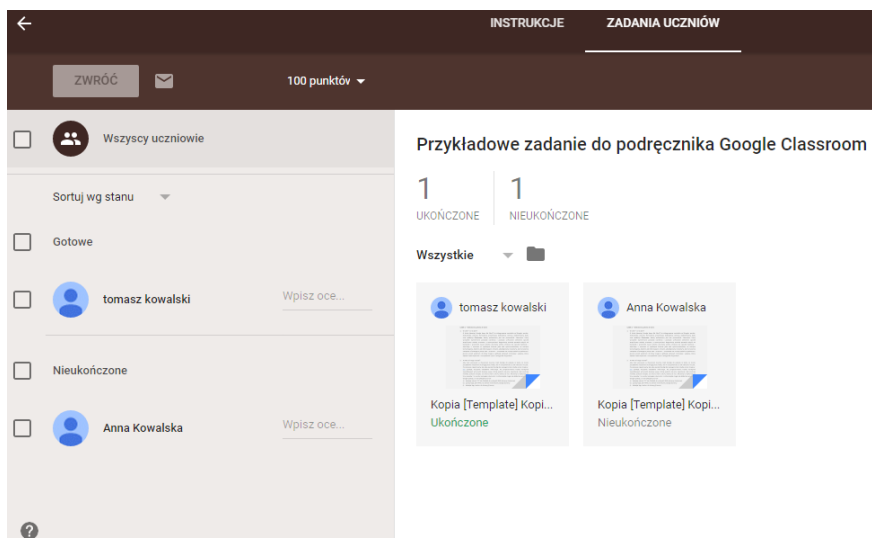 INSTRUKCJE ZADANIA UCZNIÓW
ZWRÓĆ 100 punktów
Wszyscy uczniowie
Sortuj wg stanu
Gotowe
tomasz kowalski Wpisz oce...
Nieukończone
Anna Kowalska Wpisz oce...
Przykładowe zadanie do podręcznika Google Classroom
1 1
UKOŃCZONE NIEUKOŃCZONE
Wszystkie
tomasz kowalski Anna Kowalska
Kopia [Template] Kopi... Kopia [Template] Kopi...
Ukończone Nieukończone